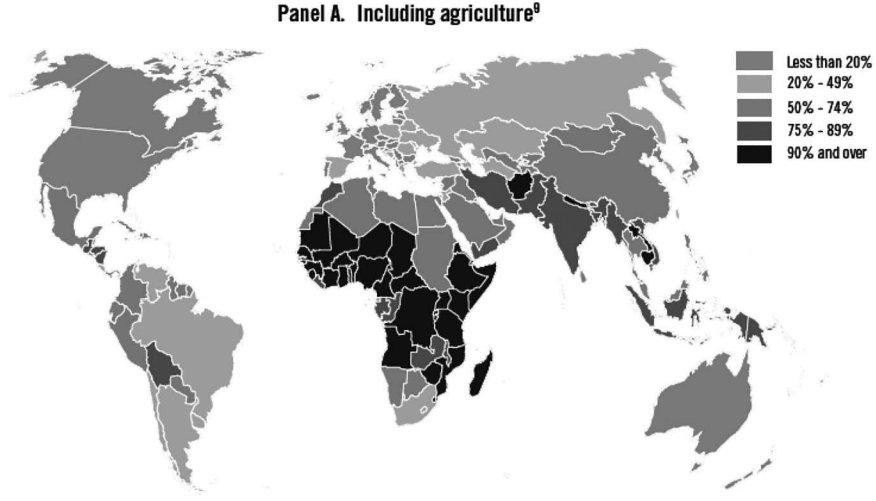 Panel A. Including agriculture⁹
Less than 20%
20% - 49%
50% - 74%
75% - 89%
90% and over